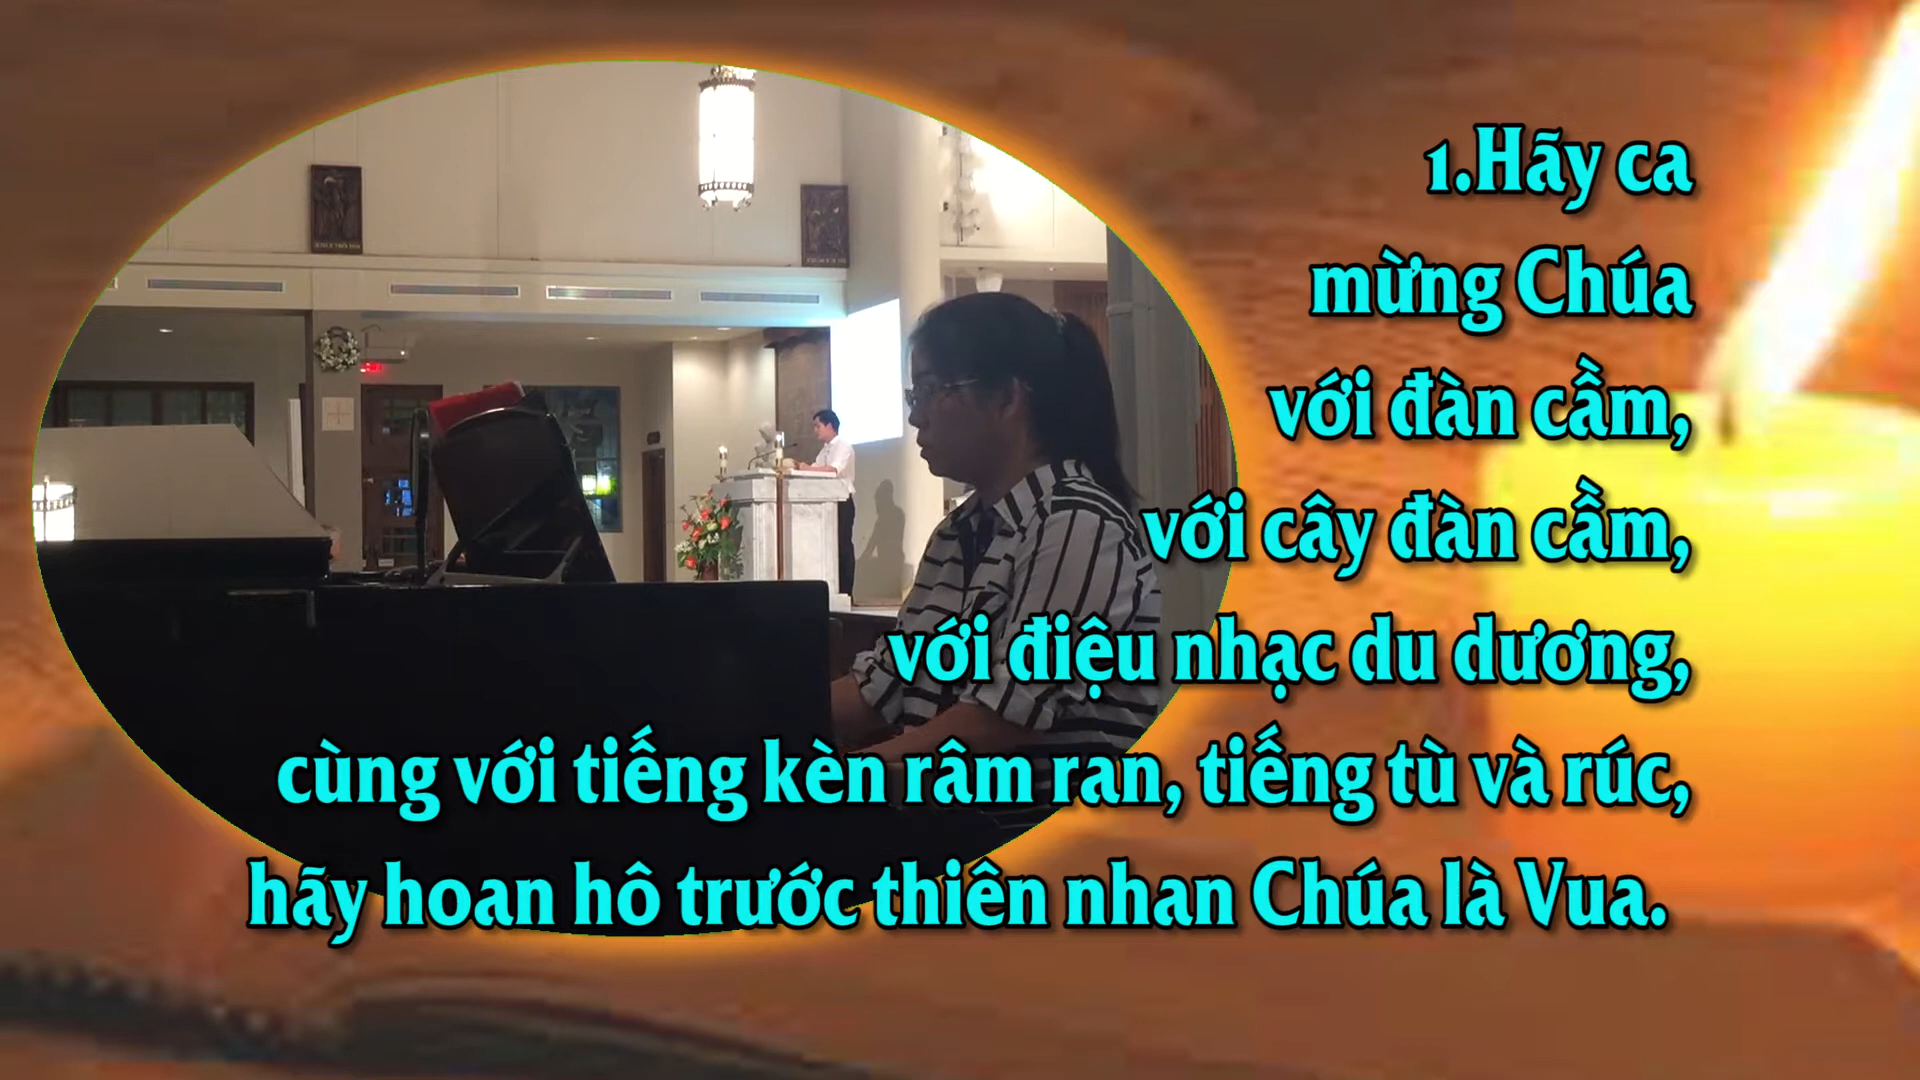 1.Hãy ca
mừng Chúa
với đàn cầm,
với cây đàn cầm,
với điệu nhạc du dương,
cùng với tiếng kèn râm ran, tiếng tù và rúc,
hãy hoan hô trước thiên nhan Chúa là Vua.